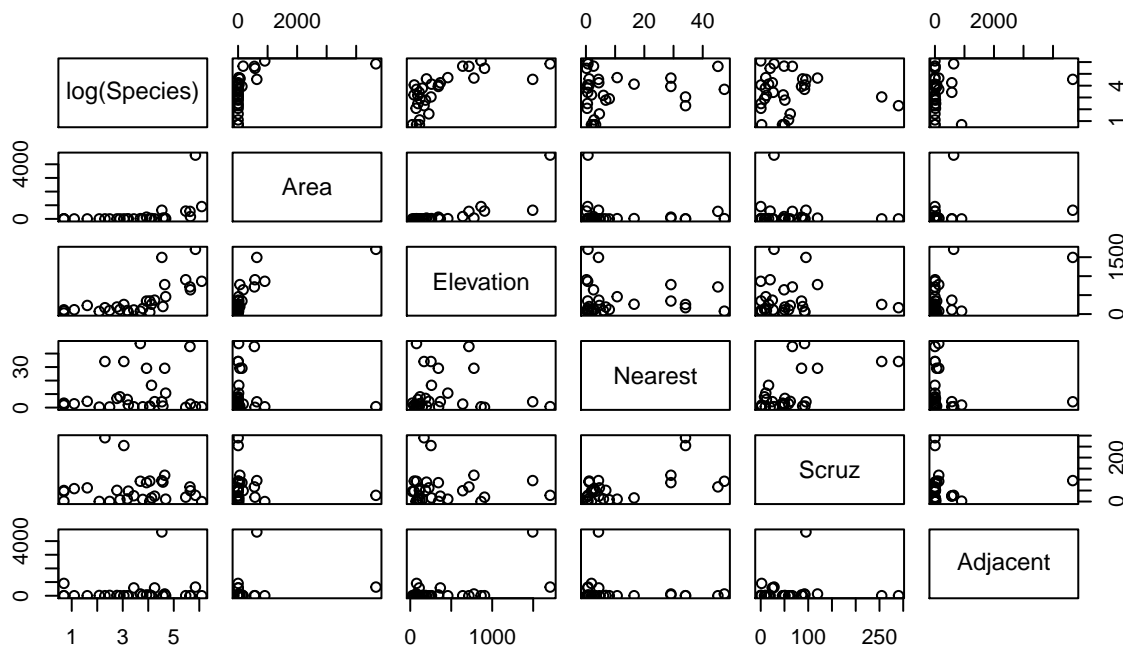 0 2000 0 20 40 0 2000
log(Species) 1 4
0 4000 Area
Elevation 0 1500
0 30 Nearest
Scruz 0 200
0 4000 Adjacent
1 3 5 0 1000 0 100 250